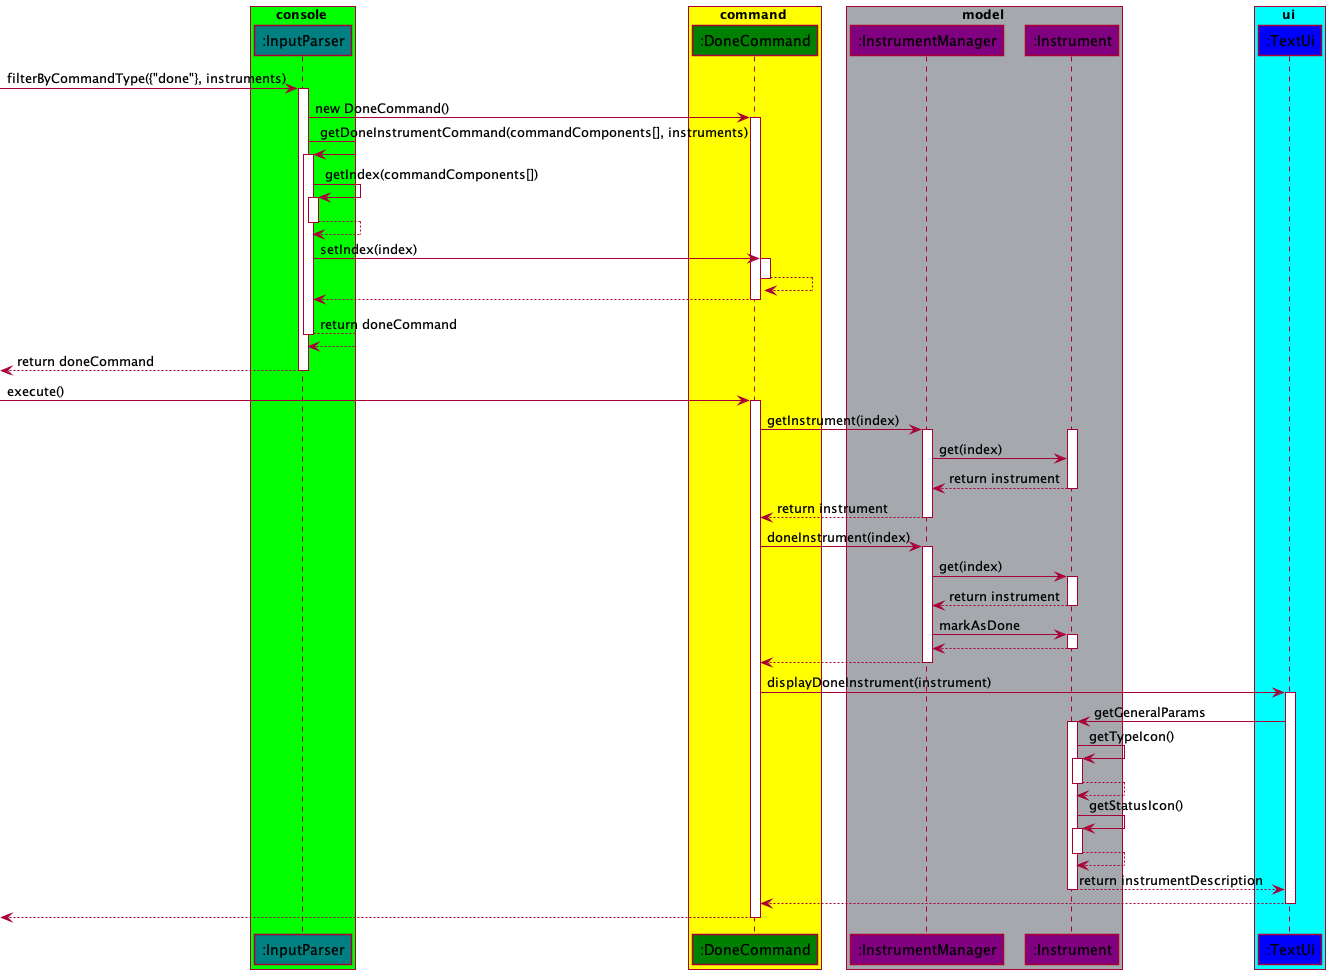 console
command
model
ui
:InputParser
:DoneCommand
:InstrumentManager
:Instrument
:TextUi
filterByCommandType({"done"}, instruments)
new DoneCommand()
getDoneInstrumentCommand(commandComponents[], instruments)
getIndex(commandComponents[])
setIndex(index)
return doneCommand
return doneCommand
execute()
getInstrument(index)
get(index)
return instrument
return instrument
doneInstrument(index)
get(index)
return instrument
markAsDone
displayDoneInstrument(instrument)
getGeneralParams
getTypeIcon()
getStatusIcon()
return instrumentDescription
:InputParser
:DoneCommand
:InstrumentManager
:Instrument
:TextUi